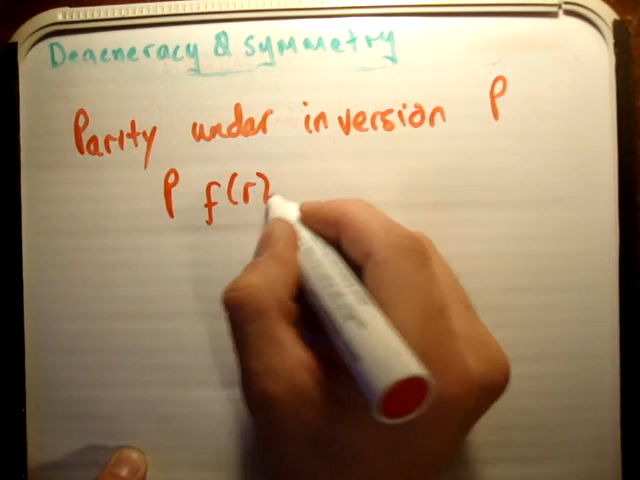 Degeneracy & symmetry
Parity under inversion P
P f(r)